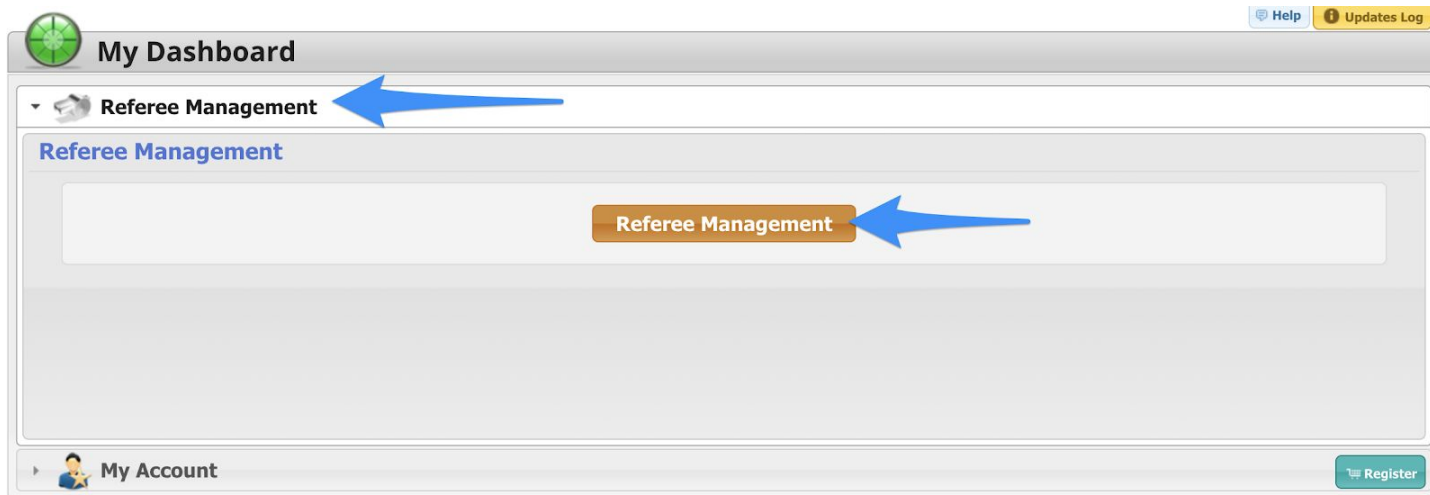 Help
Updates Log
My Dashboard
Referee Management
Referee Management
Referee Management
My Account
Register